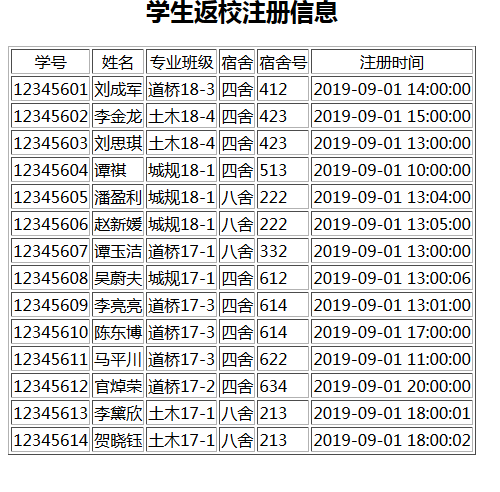 学生返校注册信息
学号 姓名 专业班级 宿舍 宿舍号 注册时间
12345601 刘成军 道桥18-3 四舍 412 2019-09-01 14:00:00
12345602 李金龙 土木18-4 四舍 423 2019-09-01 15:00:00
12345603 刘思琪 土木18-4 四舍 423 2019-09-01 13:00:00
12345604 谭祺 城规18-1 四舍 513 2019-09-01 10:00:00
12345605 潘盈利 城规18-1 八舍 222 2019-09-01 13:04:00
12345606 赵新媛 城规18-1 八舍 222 2019-09-01 13:05:00
12345607 谭玉洁 道桥17-1 八舍 332 2019-09-01 13:00:00
12345608 吴蔚夫 城规17-1 四舍 612 2019-09-01 13:00:06
12345609 李亮亮 道桥17-3 四舍 614 2019-09-01 13:01:00
12345610 陈东博 道桥17-3 四舍 614 2019-09-01 17:00:00
12345611 马平川 道桥17-3 四舍 622 2019-09-01 11:00:00
12345612 官焯荣 道桥17-2 四舍 634 2019-09-01 20:00:00
12345613 李黛欣 土木17-1 八舍 213 2019-09-01 18:00:01
12345614 贺晓钰 土木17-1 八舍 213 2019-09-01 18:00:02